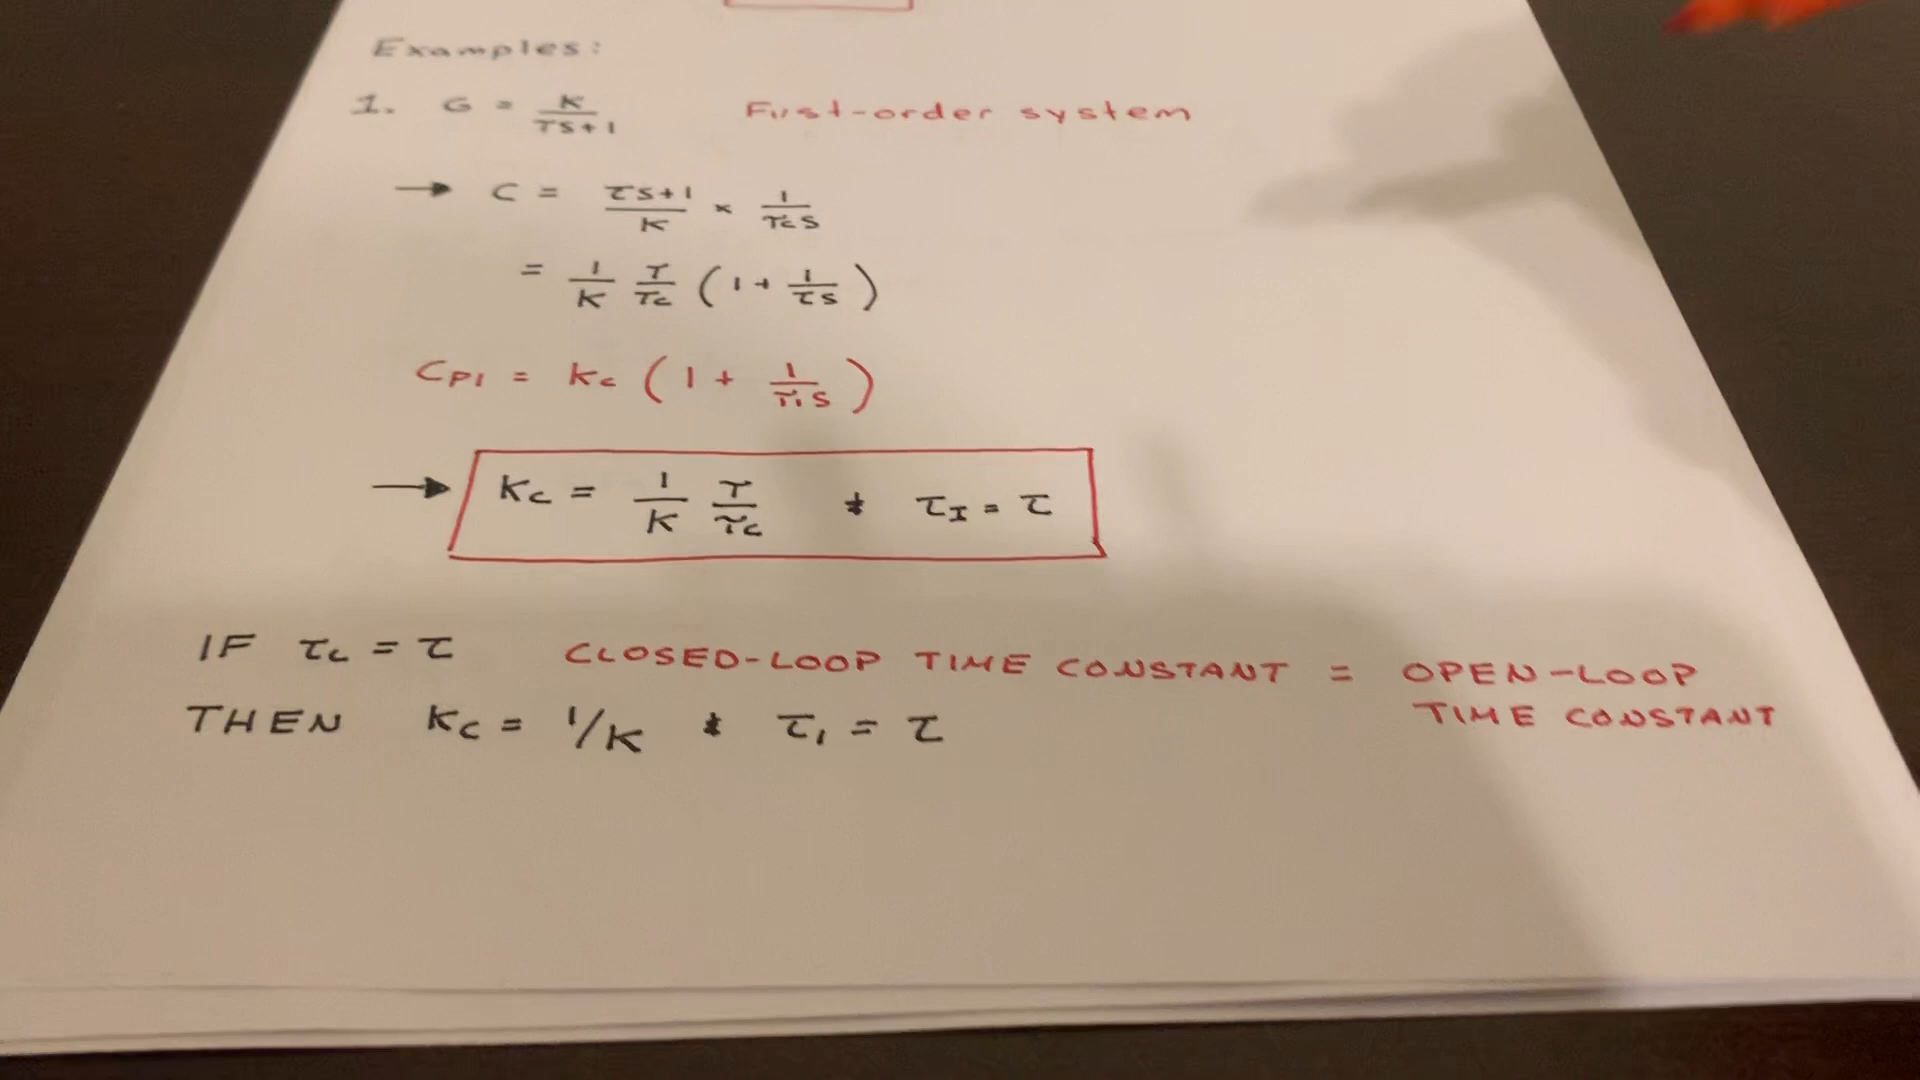 Examples:
1. G = K / τs+1 First-order system
→ C = τs+1 / K × 1 / τcs
= 1/K τ/τc (1 + 1/τs)
CPI = Kc (1 + 1/τIs)
→ Kc = 1/K τ/τc & τI = τ
IF τc = τ CLOSED-LOOP TIME CONSTANT = OPEN-LOOP
TIME CONSTANT
THEN Kc = 1/K & τI = τ